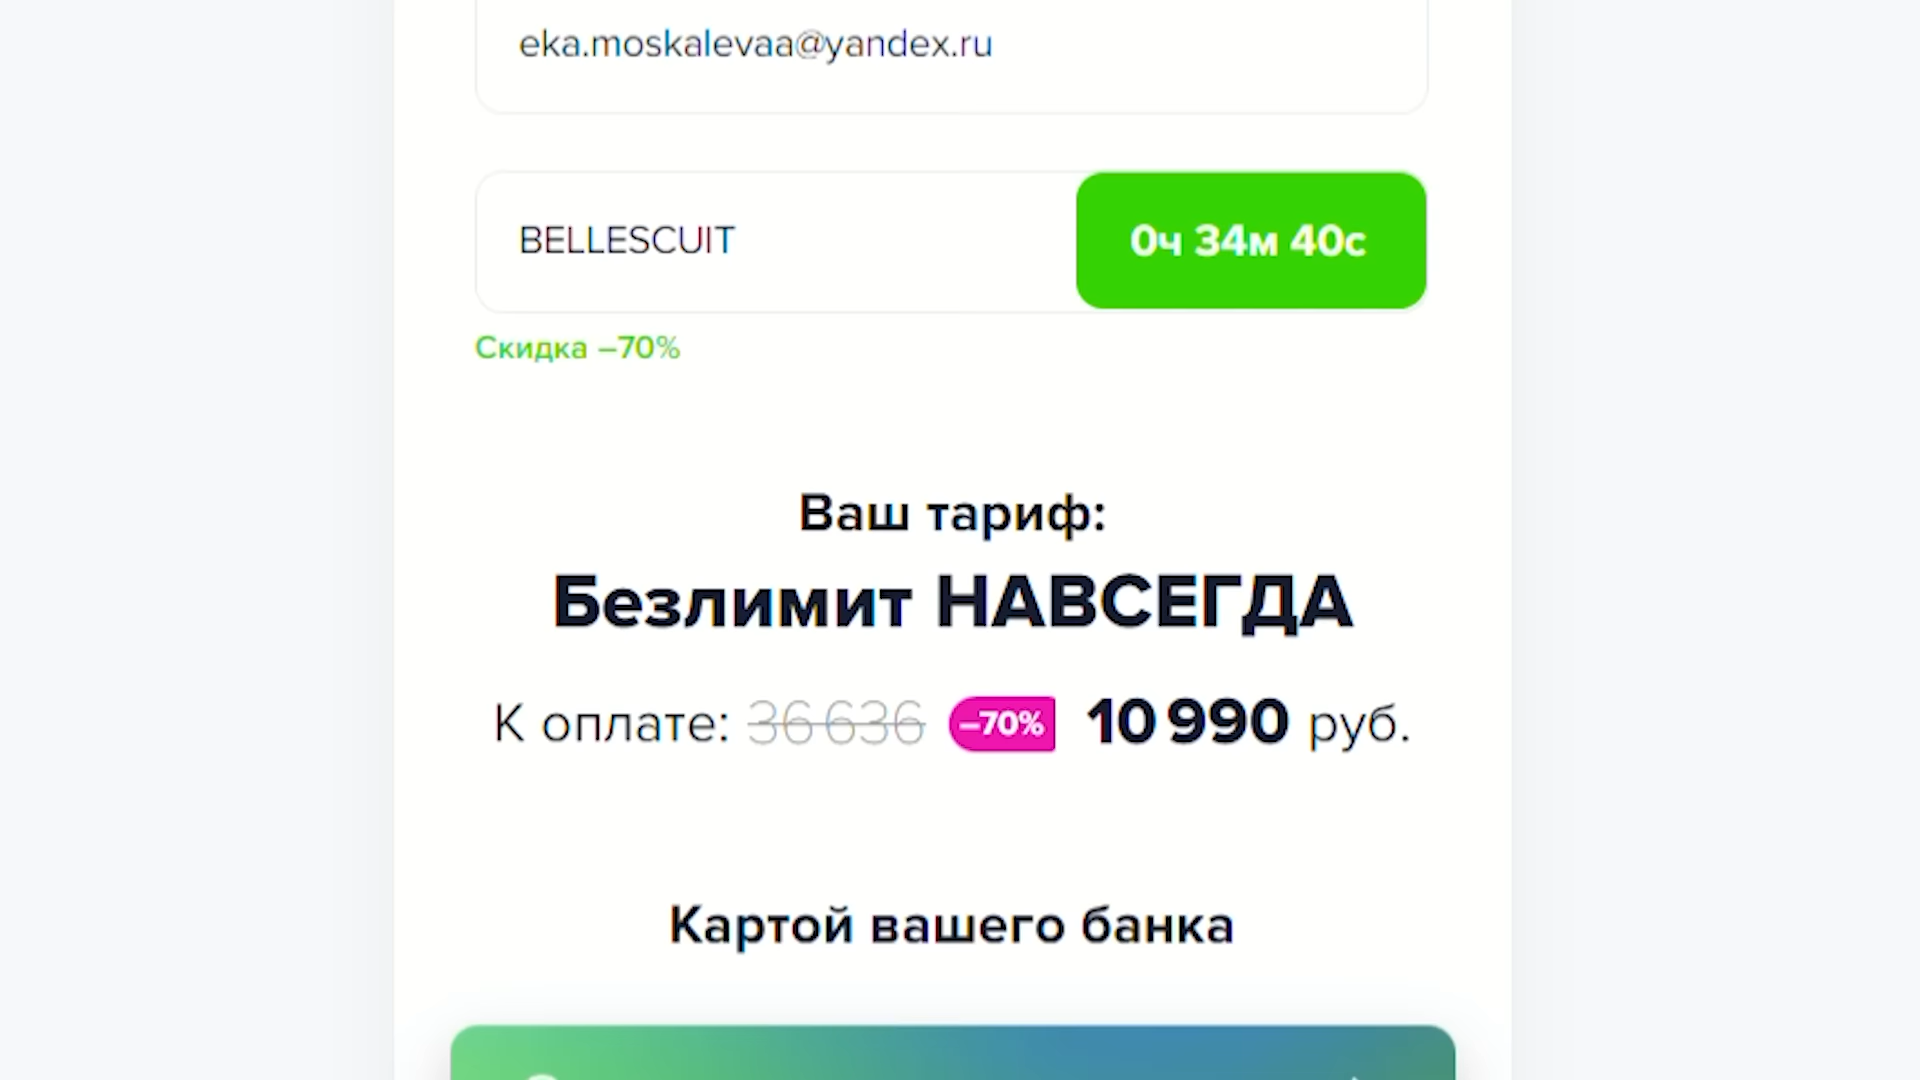 eka.moskalevaa@yandex.ru
BELLESCUIT
0ч 34м 40с
Скидка –70%
Ваш тариф:
Безлимит НАВСЕГДА
К оплате: 36 636 –70% 10 990 руб.
Картой вашего банка